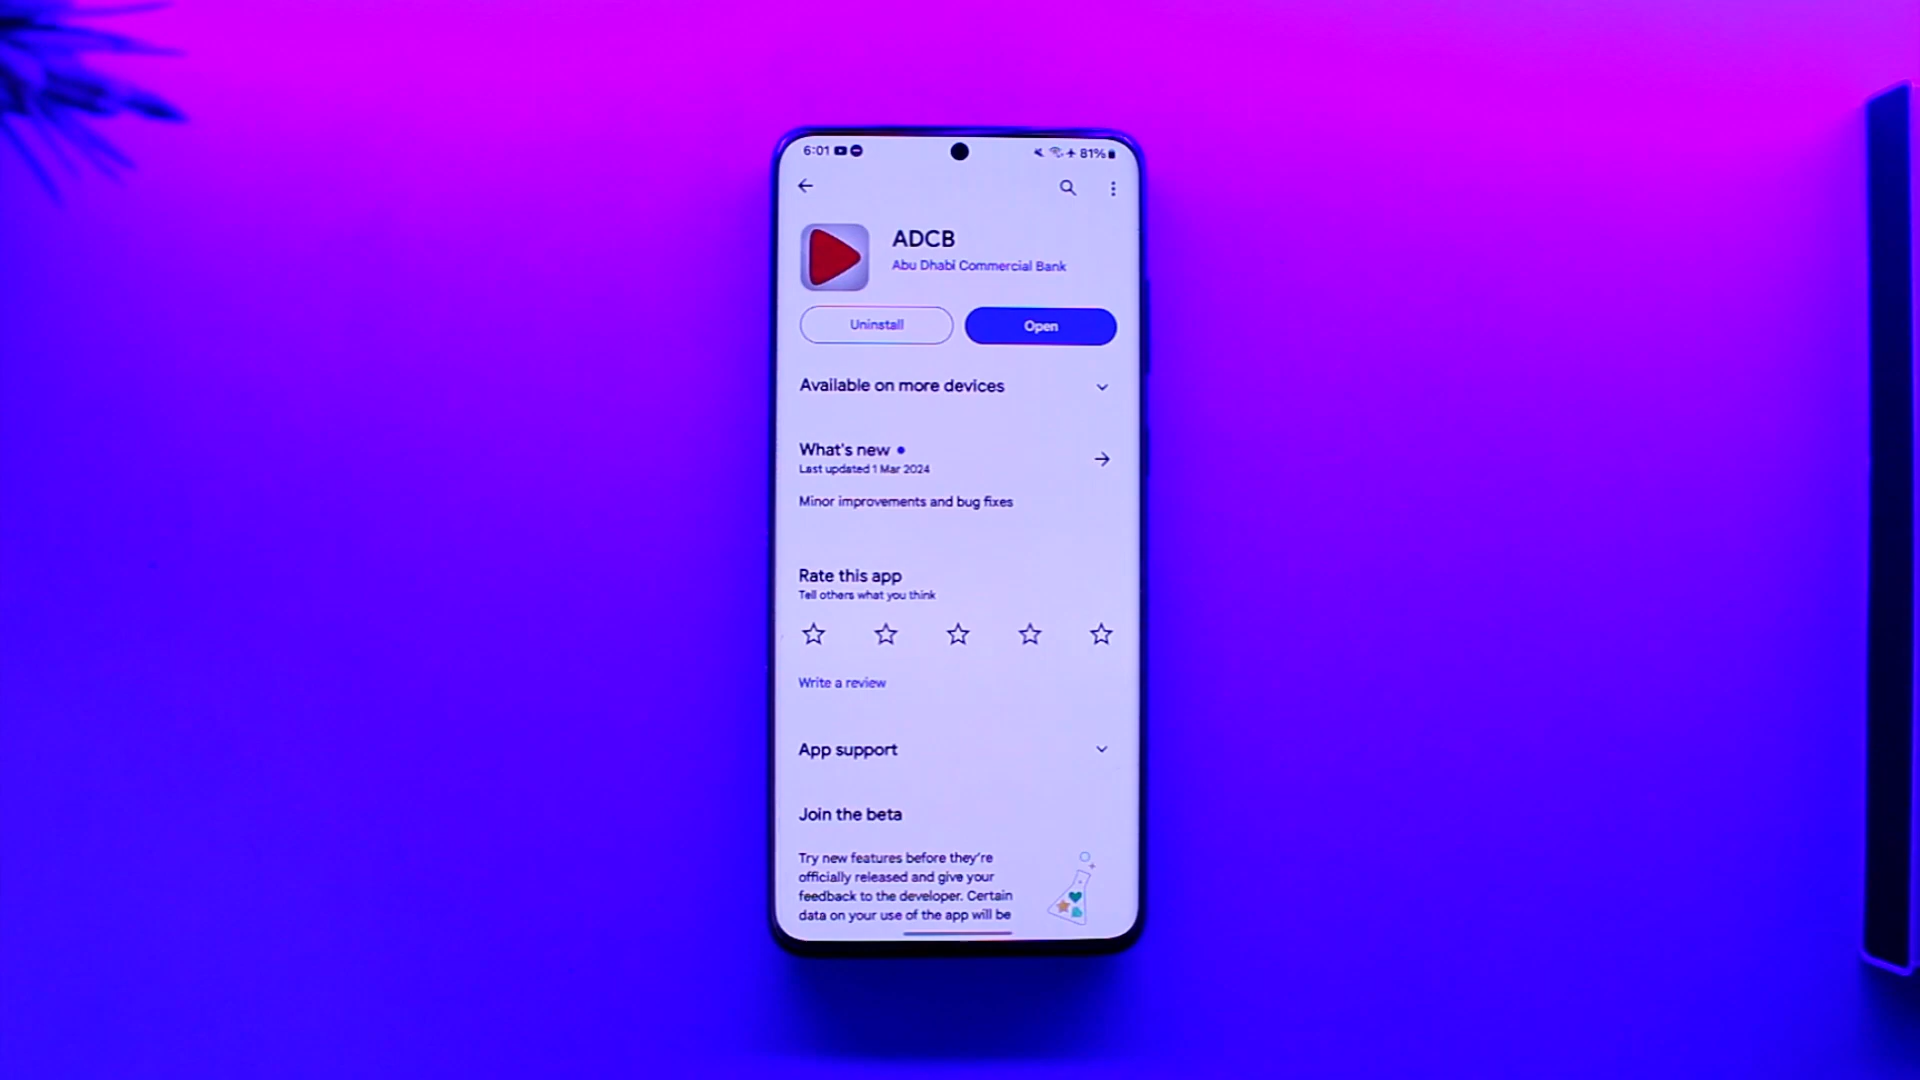 6:01 81%
ADCB
Abu Dhabi Commercial Bank
Uninstall Open
Available on more devices
What's new
Last updated 1 Mar 2024
Minor improvements and bug fixes
Rate this app
Tell others what you think
Write a review
App support
Join the beta
Try new features before they're
officially released and give your
feedback to the developer. Certain
data on your use of the app will be